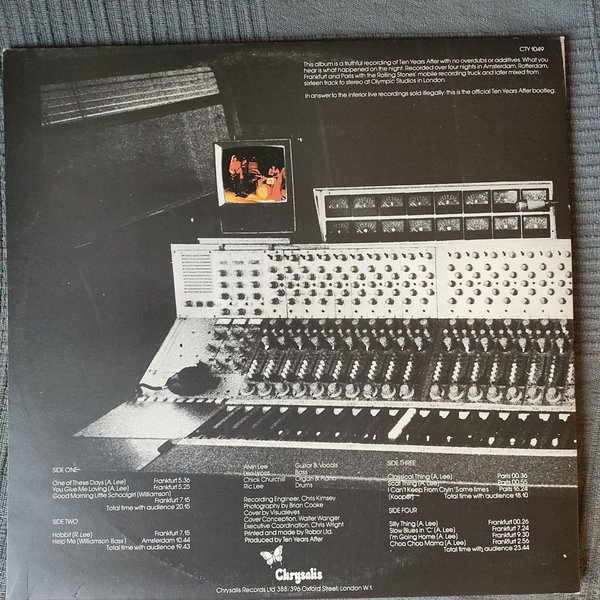 CTY 1049
This album is a truthful recording of Ten Years After with no overdubs or additives. What you
hear is what happened on the night. Recorded over four nights in Amsterdam, Rotterdam,
Frankfurt and Paris with the Rolling Stones' mobile recording truck and later mixed from
sixteen track to stereo at Olympic Studios in London.
In answer to the inferior live recordings sold illegally: this is the official Ten Years After bootleg.
SIDE ONE
One of These Days (A. Lee) Frankfurt 5.36
You Give Me Loving (A. Lee) Frankfurt 5.25
Good Morning Little Schoolgirl (Williamson)
Frankfurt 7.15
Total time with audience 20.15
SIDE TWO
Hobbit (R. Lee) Frankfurt 7.15
Help Me (Williamson Bass) Amsterdam 10.44
Total time with audience 19.43
Alvin Lee Guitar & Vocals
Leo Lyons Bass
Chick Churchill Organ & Piano
Ric Lee Drums
Recording Engineer, Chris Kimsey
Photography by Brian Cooke
Cover by Visualeyes
Cover Conception, Walter Wanger
Executive Coordination, Chris Wright
Printed and made by Robor Ltd.
Produced by Ten Years After
SIDE THREE
Classical Thing (A. Lee) Paris 00.36
Scat Thing (A. Lee) Paris 00.55
I Can't Keep From Cryin' Sometimes
(Kooper) Frankfurt
Total time with audience 18.10
SIDE FOUR
Silly Thing (A. Lee) Frankfurt 00.26
Slow Blues in 'C' (A. Lee) Frankfurt 7.24
I'm Going Home (A. Lee) Frankfurt 9.30
Choo Choo Mama (A. Lee) Frankfurt 2.56
Total time with audience 23.44
Chrysalis
Chrysalis Records Ltd 388/396 Oxford Street. London W1.